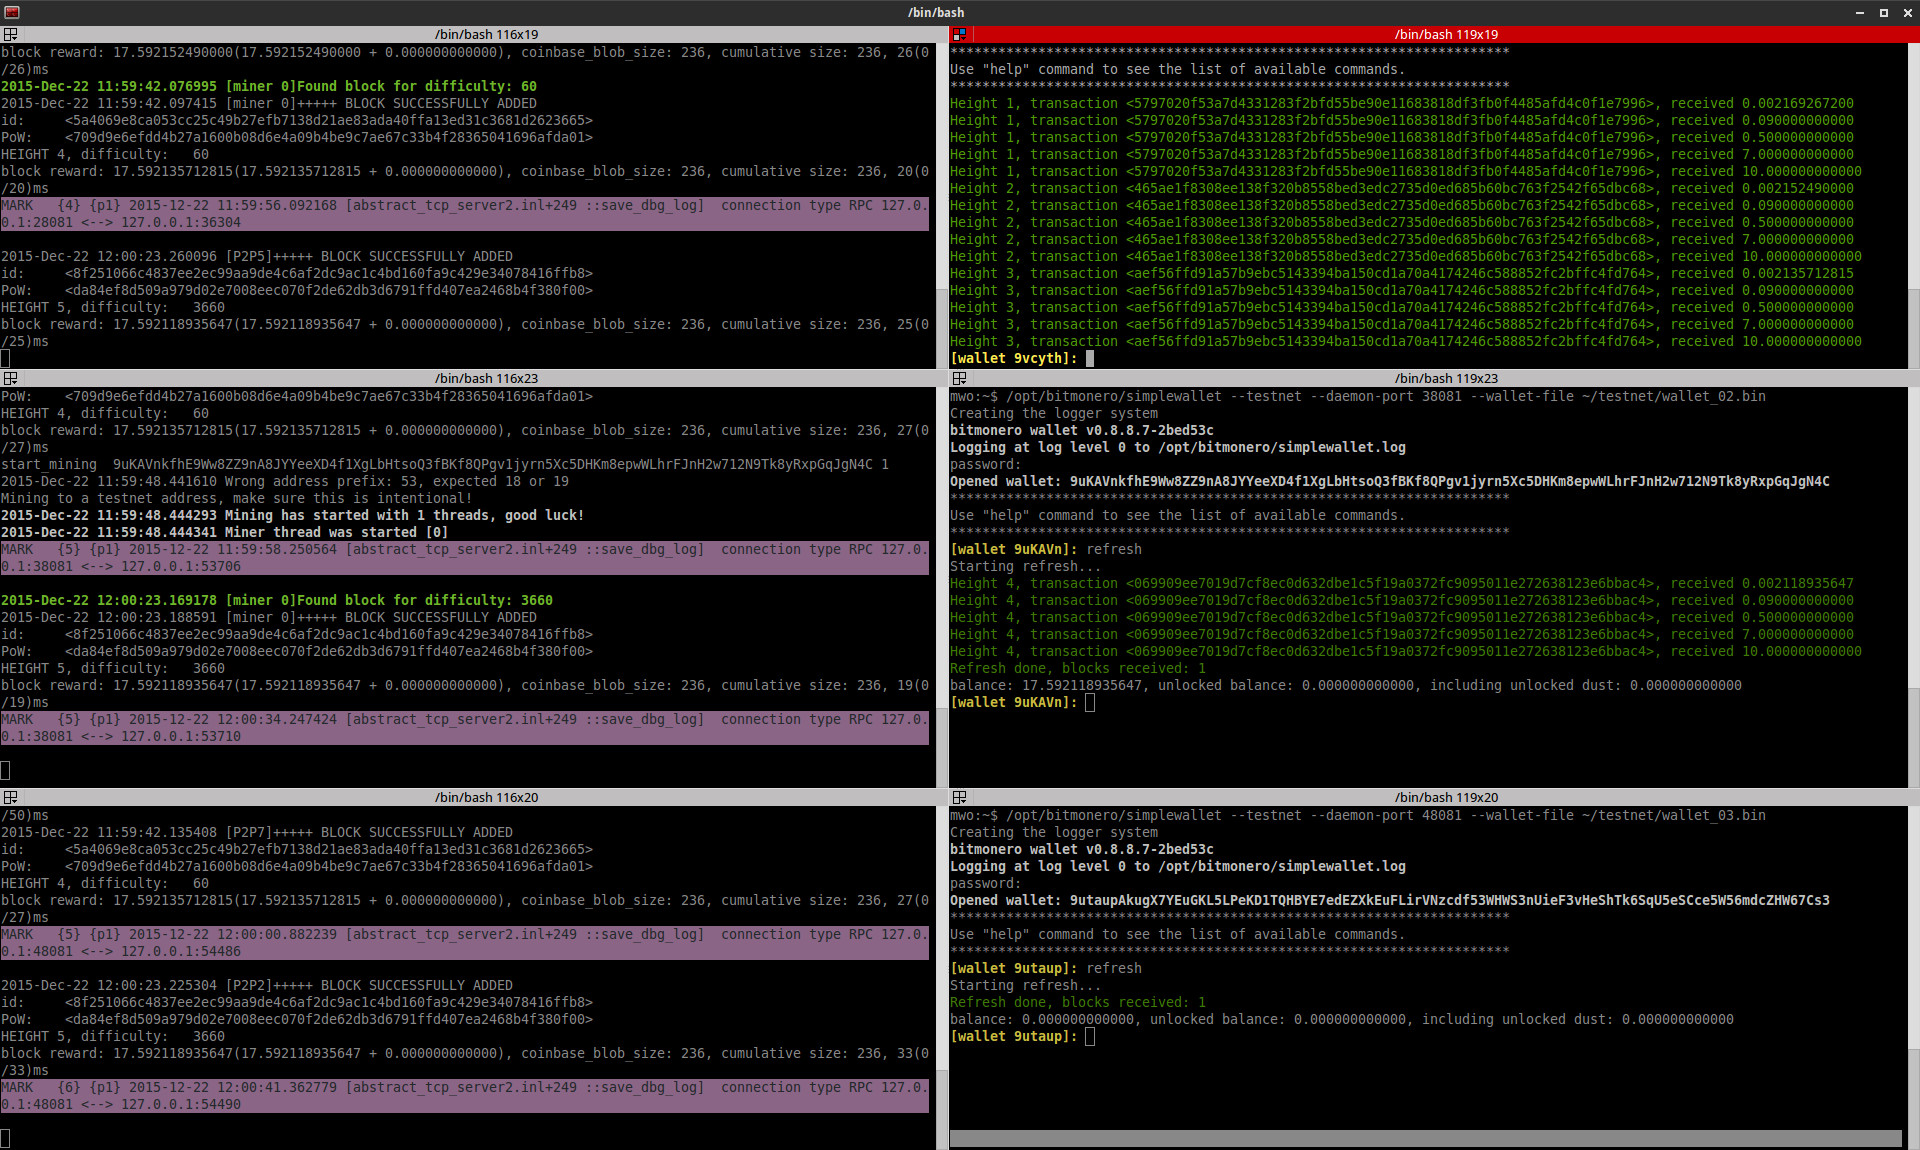 /bin/bash
/bin/bash 116x19
block reward: 17.592152490000(17.592152490000 + 0.000000000000), coinbase_blob_size: 236, cumulative size: 236, 26(0
/26)ms
2015-Dec-22 11:59:42.076995 [miner 0]Found block for difficulty: 60
2015-Dec-22 11:59:42.097415 [miner 0]+++++ BLOCK SUCCESSFULLY ADDED
id:    <5a4069e8ca053cc25c49b27efb7138d21ae83ada40ffa13ed31c3681d2623665>
PoW:    <709d9e6efdd4b27a1600b08d6e4a09b4be9c7ae67c33b4f28365041696afda01>
HEIGHT 4, difficulty:   60
block reward: 17.592135712815(17.592135712815 + 0.000000000000), coinbase_blob_size: 236, cumulative size: 236, 20(0
/20)ms
MARK   {4} {p1} 2015-12-22 11:59:56.092168 [abstract_tcp_server2.inl+249 ::save_dbg_log]  connection type RPC 127.0.
0.1:28081 <--> 127.0.0.1:36304
2015-Dec-22 12:00:23.260096 [P2P5]+++++ BLOCK SUCCESSFULLY ADDED
id:     <8f251066c4837ee2ec99aa9de4c6af2dc9ac1c4bd160fa9c429e34078416ffb8>
PoW:    <da84ef8d509a979d02e7008eec070f2de62db3d6791ffd407ea2468b4f380f00>
HEIGHT 5, difficulty:   3660
block reward: 17.592118935647(17.592118935647 + 0.000000000000), coinbase_blob_size: 236, cumulative size: 236, 25(0
/25)ms
/bin/bash 119x19
**********************************************************************
Use "help" command to see the list of available commands.
**********************************************************************
Height 1, transaction <5797020f53a7d4331283f2bfd55be90e11683818df3fb0f4485afd4c0f1e7996>, received 0.002169267200
Height 1, transaction <5797020f53a7d4331283f2bfd55be90e11683818df3fb0f4485afd4c0f1e7996>, received 0.090000000000
Height 1, transaction <5797020f53a7d4331283f2bfd55be90e11683818df3fb0f4485afd4c0f1e7996>, received 0.500000000000
Height 1, transaction <5797020f53a7d4331283f2bfd55be90e11683818df3fb0f4485afd4c0f1e7996>, received 7.000000000000
Height 1, transaction <5797020f53a7d4331283f2bfd55be90e11683818df3fb0f4485afd4c0f1e7996>, received 10.000000000000
Height 2, transaction <465ae1f8308ee138f320b8558bed3edc2735d0ed685b60bc763f2542f65dbc68>, received 0.002152490000
Height 2, transaction <465ae1f8308ee138f320b8558bed3edc2735d0ed685b60bc763f2542f65dbc68>, received 0.090000000000
Height 2, transaction <465ae1f8308ee138f320b8558bed3edc2735d0ed685b60bc763f2542f65dbc68>, received 0.500000000000
Height 2, transaction <465ae1f8308ee138f320b8558bed3edc2735d0ed685b60bc763f2542f65dbc68>, received 7.000000000000
Height 2, transaction <465ae1f8308ee138f320b8558bed3edc2735d0ed685b60bc763f2542f65dbc68>, received 10.000000000000
Height 3, transaction <aef56ffd91a57b9ebc5143394ba150cd1a70a4174246c588852fc2bffc4fd764>, received 0.002135712815
Height 3, transaction <aef56ffd91a57b9ebc5143394ba150cd1a70a4174246c588852fc2bffc4fd764>, received 0.090000000000
Height 3, transaction <aef56ffd91a57b9ebc5143394ba150cd1a70a4174246c588852fc2bffc4fd764>, received 0.500000000000
Height 3, transaction <aef56ffd91a57b9ebc5143394ba150cd1a70a4174246c588852fc2bffc4fd764>, received 7.000000000000
Height 3, transaction <aef56ffd91a57b9ebc5143394ba150cd1a70a4174246c588852fc2bffc4fd764>, received 10.000000000000
[wallet 9vcyth]:
/bin/bash 116x23
PoW:    <709d9e6efdd4b27a1600b08d6e4a09b4be9c7ae67c33b4f28365041696afda01>
HEIGHT 4, difficulty:   60
block reward: 17.592135712815(17.592135712815 + 0.000000000000), coinbase_blob_size: 236, cumulative size: 236, 27(0
/27)ms
start_mining  9uKAVnkfhE9Ww8ZZ9nA8JYYeeXD4f1XgLbHtsoQ3fBKf8QPgv1jyrn5Xc5DHKm8epwWLhrFJnH2w712N9Tk8yRxpGqJgN4C 1
2015-Dec-22 11:59:48.441610 Wrong address prefix: 53, expected 18 or 19
Mining to a testnet address, make sure this is intentional!
2015-Dec-22 11:59:48.444293 Mining has started with 1 threads, good luck!
2015-Dec-22 11:59:48.444341 Miner thread was started [0]
MARK   {5} {p1} 2015-12-22 11:59:58.250564 [abstract_tcp_server2.inl+249 ::save_dbg_log]  connection type RPC 127.0.
0.1:38081 <--> 127.0.0.1:53706
2015-Dec-22 12:00:23.169178 [miner 0]Found block for difficulty: 3660
2015-Dec-22 12:00:23.188591 [miner 0]+++++ BLOCK SUCCESSFULLY ADDED
id:     <8f251066c4837ee2ec99aa9de4c6af2dc9ac1c4bd160fa9c429e34078416ffb8>
PoW:    <da84ef8d509a979d02e7008eec070f2de62db3d6791ffd407ea2468b4f380f00>
HEIGHT 5, difficulty:   3660
block reward: 17.592118935647(17.592118935647 + 0.000000000000), coinbase_blob_size: 236, cumulative size: 236, 19(0
/19)ms
MARK   {5} {p1} 2015-12-22 12:00:34.247424 [abstract_tcp_server2.inl+249 ::save_dbg_log]  connection type RPC 127.0.
0.1:38081 <--> 127.0.0.1:53710
/bin/bash 119x23
mwo:~$ /opt/bitmonero/simplewallet --testnet --daemon-port 38081 --wallet-file ~/testnet/wallet_02.bin
Creating the logger system
bitmonero wallet v0.8.8.7-2bed53c
Logging at log level 0 to /opt/bitmonero/simplewallet.log
password:
Opened wallet: 9uKAVnkfhE9Ww8ZZ9nA8JYYeeXD4f1XgLbHtsoQ3fBKf8QPgv1jyrn5Xc5DHKm8epwWLhrFJnH2w712N9Tk8yRxpGqJgN4C
**********************************************************************
Use "help" command to see the list of available commands.
**********************************************************************
[wallet 9uKAVn]: refresh
Starting refresh...
Height 4, transaction <069909ee7019d7cf8ec0d632dbe1c5f19a0372fc9095011e272638123e6bbac4>, received 0.002118935647
Height 4, transaction <069909ee7019d7cf8ec0d632dbe1c5f19a0372fc9095011e272638123e6bbac4>, received 0.090000000000
Height 4, transaction <069909ee7019d7cf8ec0d632dbe1c5f19a0372fc9095011e272638123e6bbac4>, received 0.500000000000
Height 4, transaction <069909ee7019d7cf8ec0d632dbe1c5f19a0372fc9095011e272638123e6bbac4>, received 7.000000000000
Height 4, transaction <069909ee7019d7cf8ec0d632dbe1c5f19a0372fc9095011e272638123e6bbac4>, received 10.000000000000
Refresh done, blocks received: 1
balance: 17.592118935647, unlocked balance: 0.000000000000, including unlocked dust: 0.000000000000
[wallet 9uKAVn]:
/bin/bash 116x20
/50)ms
2015-Dec-22 11:59:42.135408 [P2P7]+++++ BLOCK SUCCESSFULLY ADDED
id:     <5a4069e8ca053cc25c49b27efb7138d21ae83ada40ffa13ed31c3681d2623665>
PoW:    <709d9e6efdd4b27a1600b08d6e4a09b4be9c7ae67c33b4f28365041696afda01>
HEIGHT 4, difficulty:   60
block reward: 17.592135712815(17.592135712815 + 0.000000000000), coinbase_blob_size: 236, cumulative size: 236, 27(0
/27)ms
MARK   {5} {p1} 2015-12-22 12:00:00.882239 [abstract_tcp_server2.inl+249 ::save_dbg_log]  connection type RPC 127.0.
0.1:48081 <--> 127.0.0.1:54486
2015-Dec-22 12:00:23.225304 [P2P2]+++++ BLOCK SUCCESSFULLY ADDED
id:     <8f251066c4837ee2ec99aa9de4c6af2dc9ac1c4bd160fa9c429e34078416ffb8>
PoW:    <da84ef8d509a979d02e7008eec070f2de62db3d6791ffd407ea2468b4f380f00>
HEIGHT 5, difficulty:   3660
block reward: 17.592118935647(17.592118935647 + 0.000000000000), coinbase_blob_size: 236, cumulative size: 236, 33(0
/33)ms
MARK   {6} {p1} 2015-12-22 12:00:41.362779 [abstract_tcp_server2.inl+249 ::save_dbg_log]  connection type RPC 127.0.
0.1:48081 <--> 127.0.0.1:54490
/bin/bash 119x20
mwo:~$ /opt/bitmonero/simplewallet --testnet --daemon-port 48081 --wallet-file ~/testnet/wallet_03.bin
Creating the logger system
bitmonero wallet v0.8.8.7-2bed53c
Logging at log level 0 to /opt/bitmonero/simplewallet.log
password:
Opened wallet: 9utaupAkugX7YEuGKL5LPeKD1TQHBYE7edEZXkEuFLirVNzcdf53WHWS3nUieF3vHeShTk6SqU5eSCce5W56mdcZHW67Cs3
**********************************************************************
Use "help" command to see the list of available commands.
**********************************************************************
[wallet 9utaup]: refresh
Starting refresh...
Refresh done, blocks received: 1
balance: 0.000000000000, unlocked balance: 0.000000000000, including unlocked dust: 0.000000000000
[wallet 9utaup]: